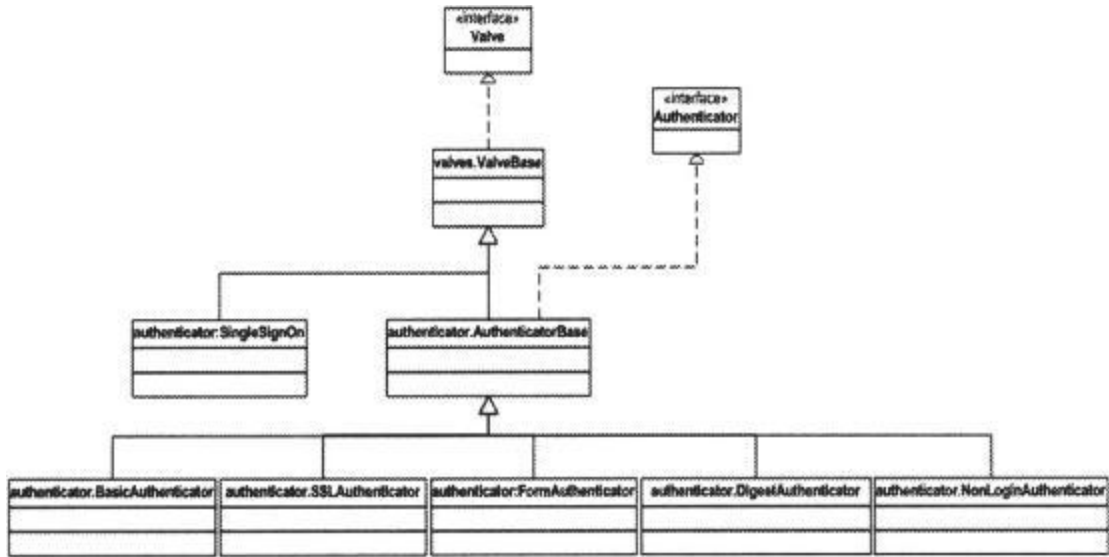 «interface»
Valve
«interface»
Authenticator
valves.ValveBase
authenticator:SingleSignOn
authenticator.AuthenticatorBase
authenticator.BasicAuthenticator
authenticator.SSLAuthenticator
authenticator:FormAuthenticator
authenticator.DigestAuthenticator
authenticator.NonLoginAuthenticator